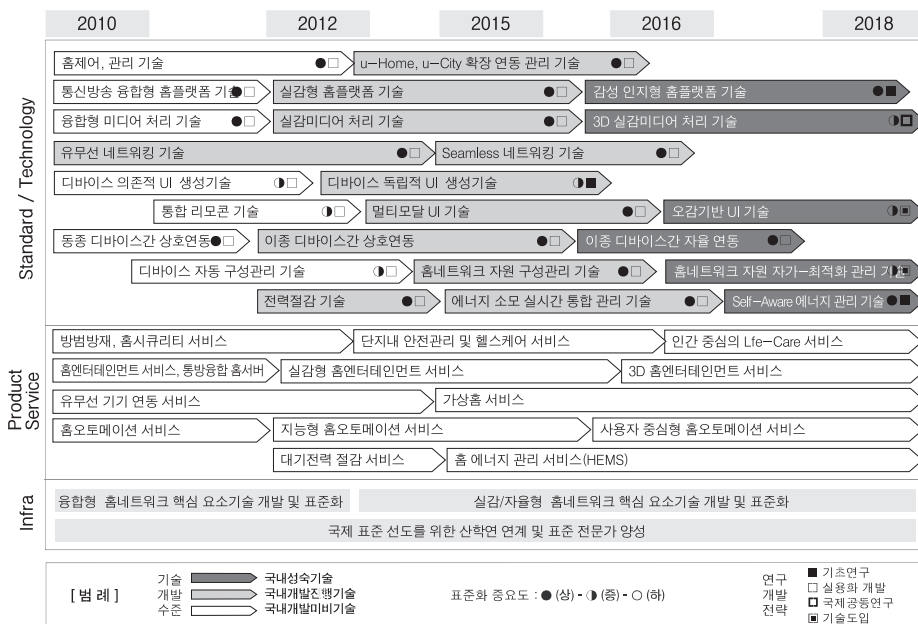 2010 2012 2014 2016 2018
Standard / Technology
홈제어, 관리 기술 ●□ u-Home, u-City 확장 연동 관리 기술 ●□
통신방송 융합형 홈플랫폼 기술 ●□ 실감형 홈플랫폼 기술 ●□ 감성 인지형 홈플랫폼 기술 ●■
융합형 미디어 처리 기술 ●□ 실감미디어 처리 기술 ●□ 3D 실감미디어 처리 기술
유무선 네트워킹 기술 ●□ Seamless 네트워킹 기술 ●□
디바이스 의존적 UI 생성기술 ◑□ 디바이스 독립적 UI 생성기술 ◑■
통합 리모콘 기술 ◑□ 멀티모달 UI 기술 ●□ 오감기반 UI 기술 ◑▣
동종 디바이스간 상호연동 ●□ 이종 디바이스간 상호연동 ●□ 이종 디바이스간 자율 연동 ●□
디바이스 자동 구성관리 기술 ◑□ 홈네트워크 자원 구성관리 기술 ●□ 홈네트워크 자원 자가-최적화 관리 기술 ◑▣
전력절감 기술 ●□ 에너지 소모 실시간 통합 관리 기술 ●□ Self-Aware 에너지 관리 기술 ●■
Product
Service
방범방재, 홈시큐리티 서비스 단지내 안전관리 및 헬스케어 서비스 인간 중심의 Lfe-Care 서비스
홈엔터테인먼트 서비스, 통방융합 홈서버 실감형 홈엔터테인먼트 서비스 3D 홈엔터테인먼트 서비스
유무선 기기 연동 서비스 가상홈 서비스
홈오토메이션 서비스 지능형 홈오토메이션 서비스 사용자 중심형 홈오토메이션 서비스
대기전력 절감 서비스 홈 에너지 관리 서비스(HEMS)
Infra
융합형 홈네트워크 핵심 요소기술 개발 및 표준화 실감/자율형 홈네트워크 핵심 요소기술 개발 및 표준화
국제 표준 선도를 위한 산학연 연계 및 표준 전문가 양성
[범 례]
기술
개발
수준
국내성숙기술
국내개발진행기술
국내개발미비기술
표준화 중요도 : ● (상) - ◑ (중) - ○ (하)
연구
개발
전략
■ 기초연구
□ 실용화 개발
국제공동연구
▣ 기술도입